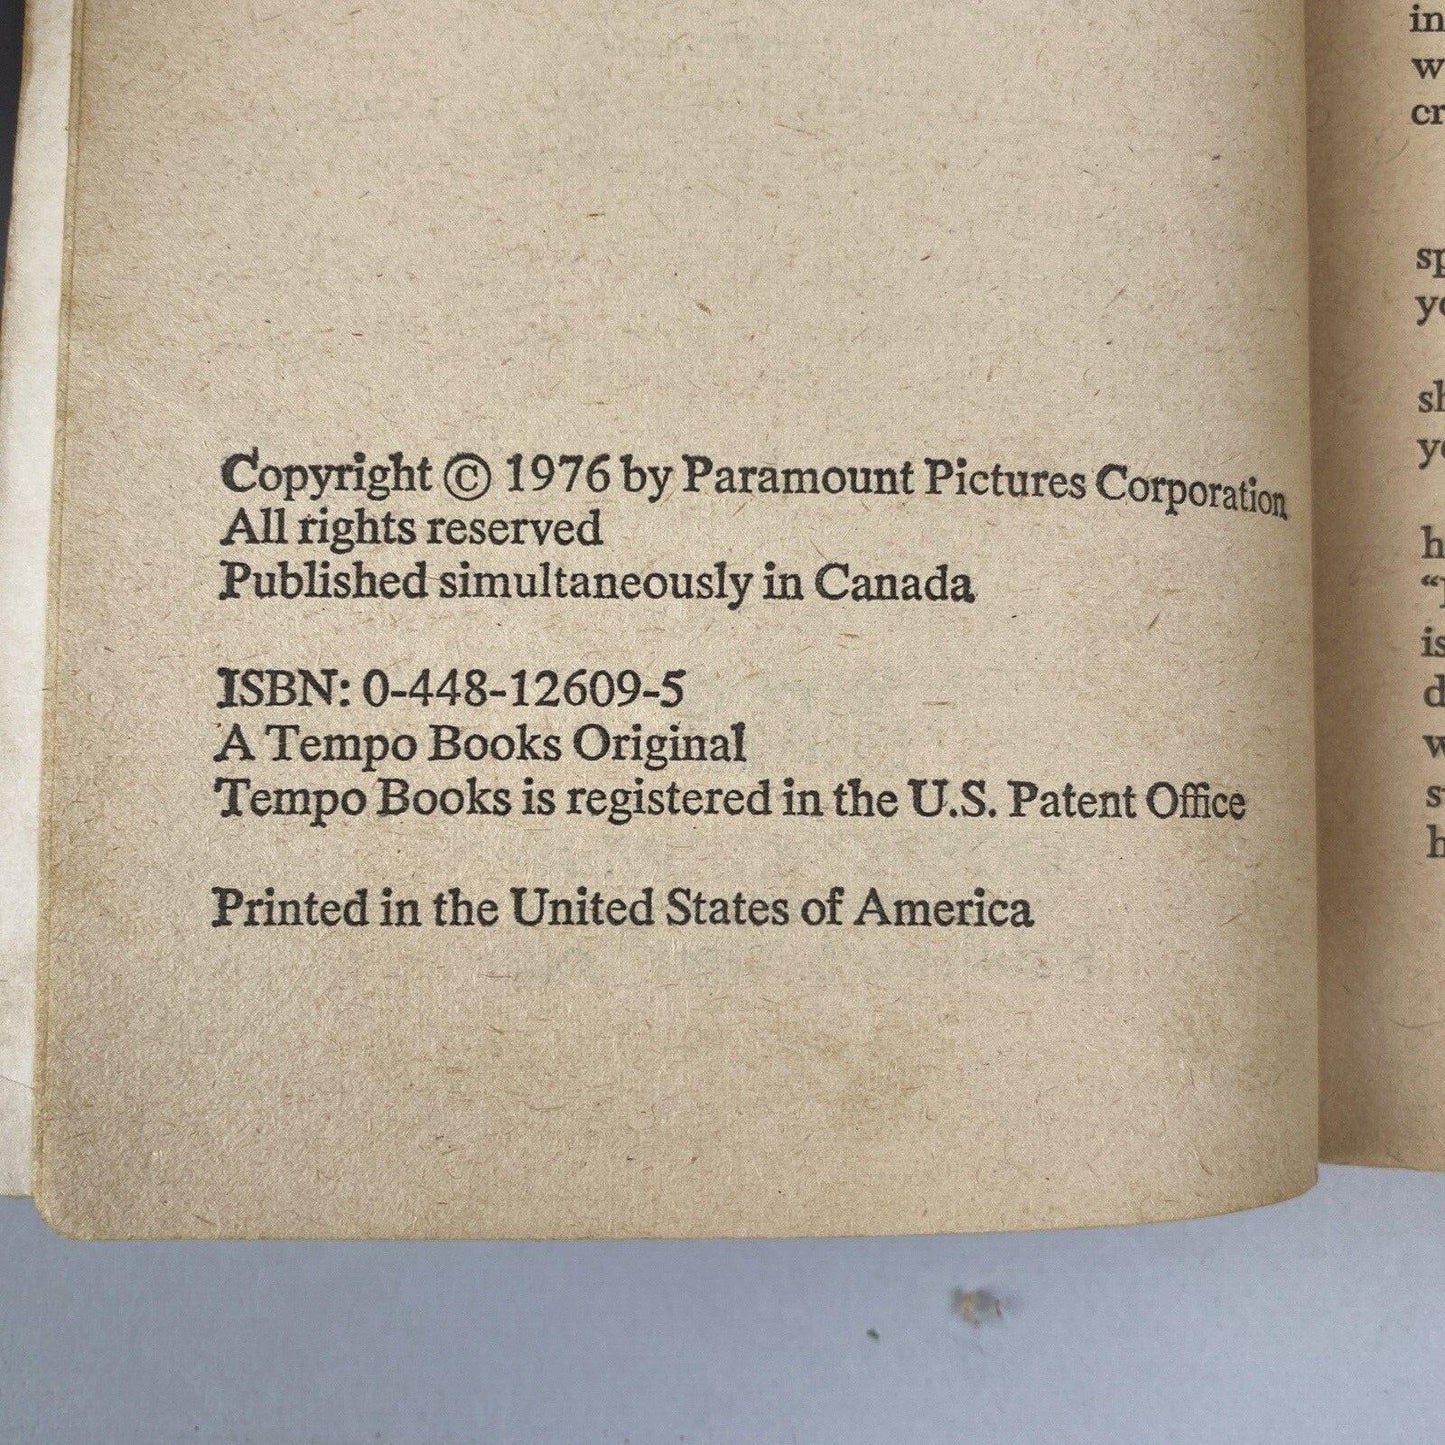 Copyright © 1976 by Paramount Pictures Corporation
All rights reserved
Published simultaneously in Canada
ISBN: 0-448-12609-5
A Tempo Books Original
Tempo Books is registered in the U.S. Patent Office
Printed in the United States of America